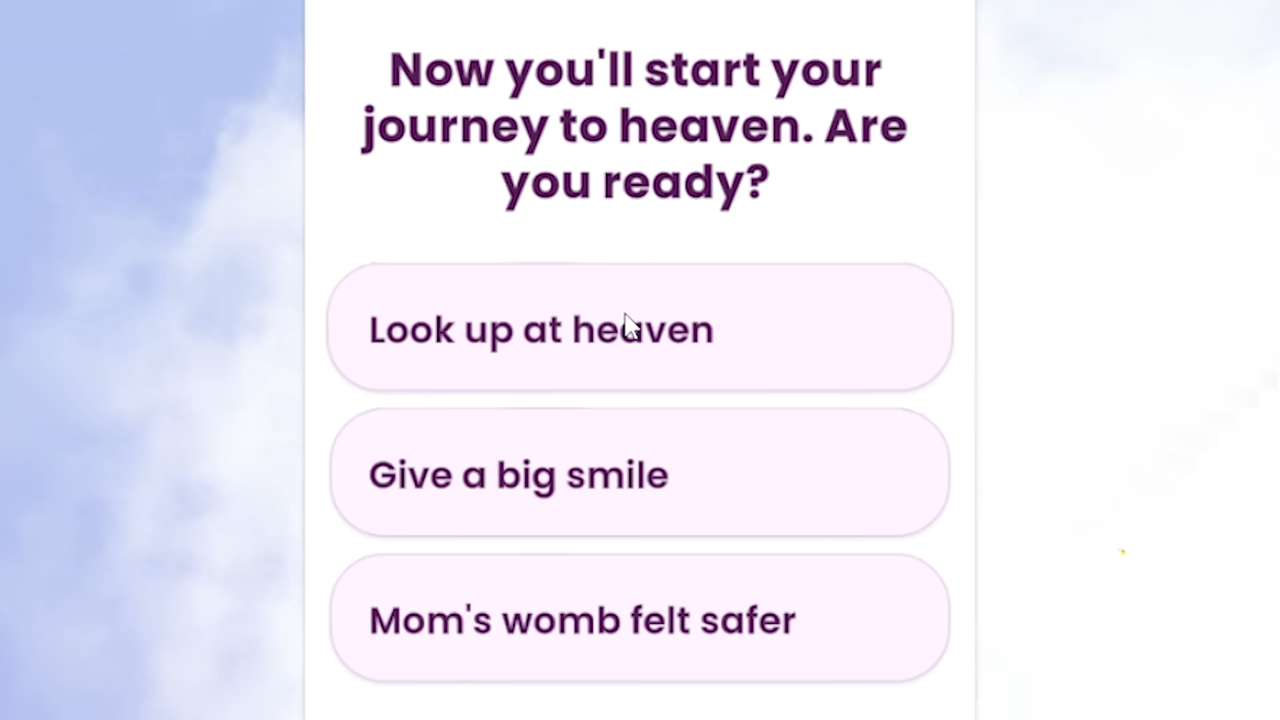 Now you'll start your
journey to heaven. Are
you ready?
Look up at heaven
Give a big smile
Mom's womb felt safer